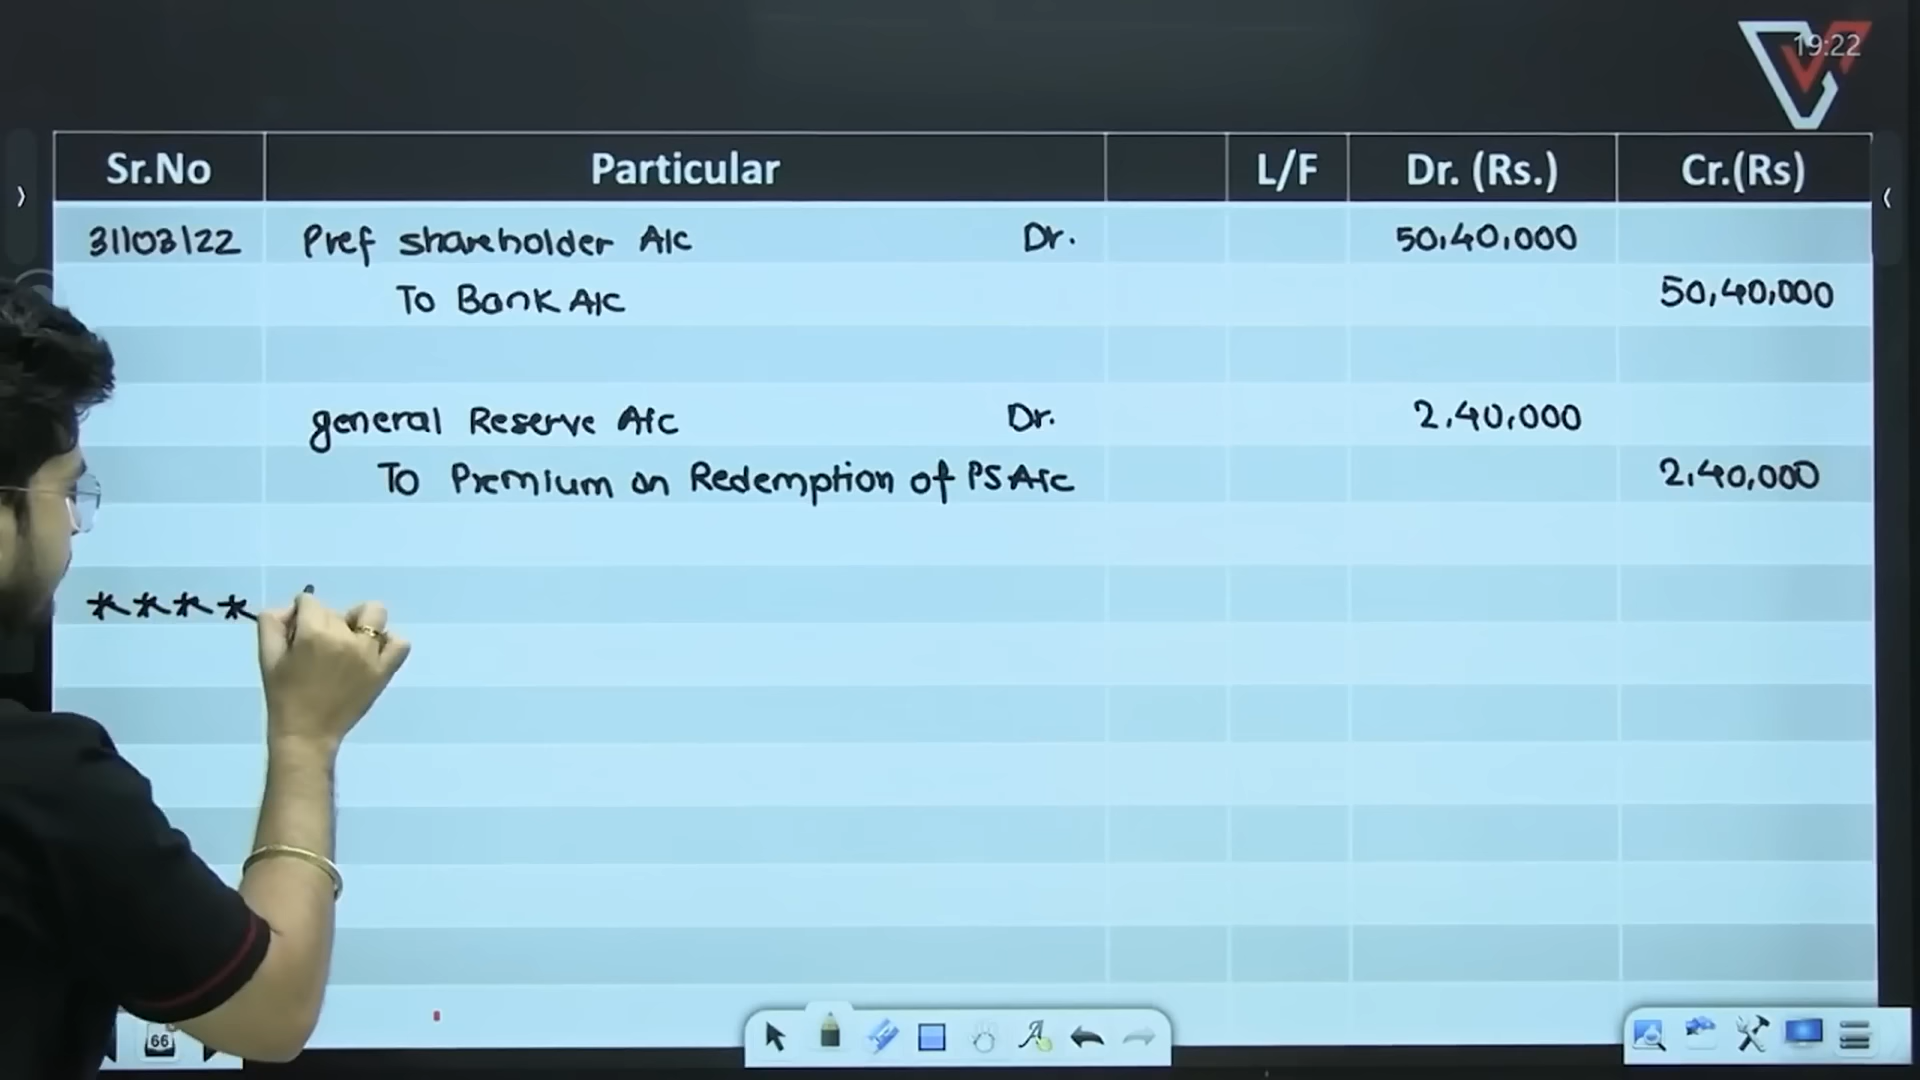 19:22
Sr.No Particular L/F Dr. (Rs.) Cr.(Rs)
31/03/22 Pref shareholder A/c Dr. 50,40,000
To Bank A/c 50,40,000
general Reserve A/c Dr. 2,40,000
To Premium on Redemption of PS A/c 2,40,000
****
66